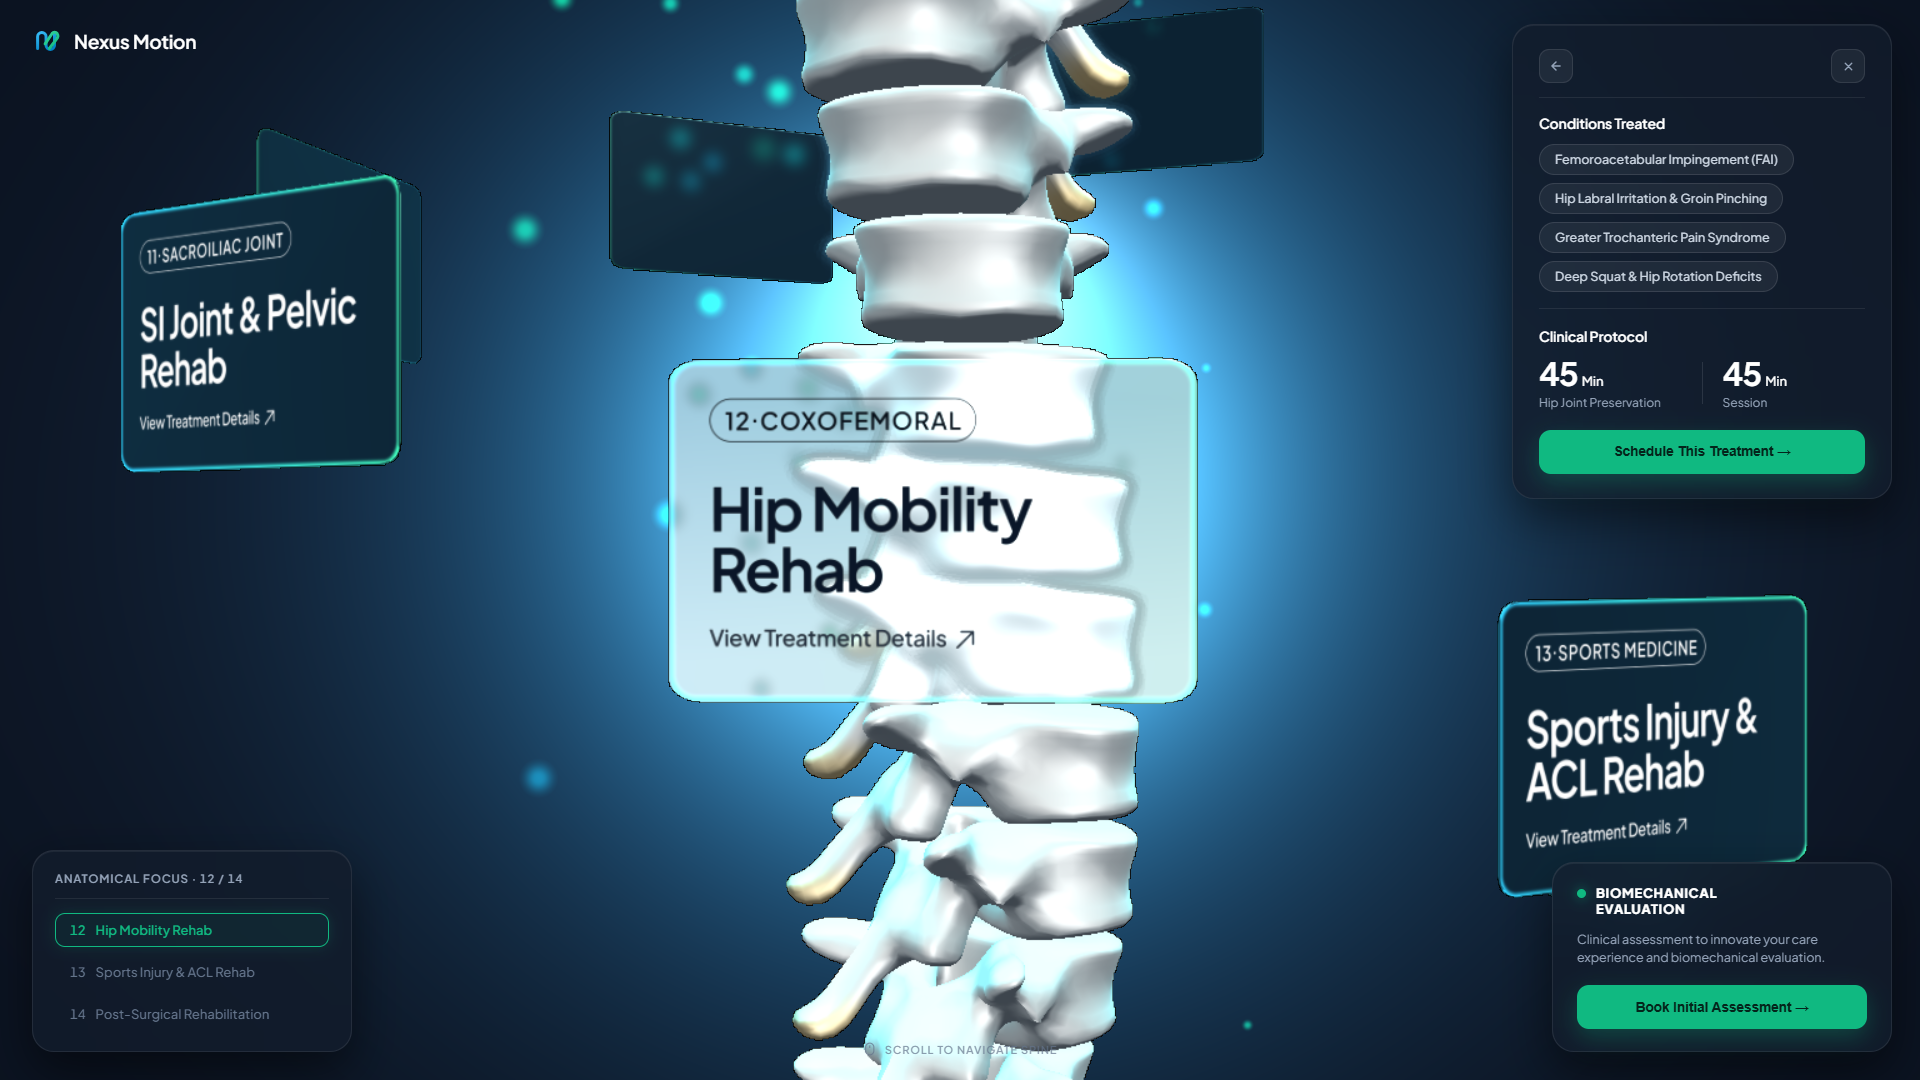 Nexus Motion
11·SACROILIAC JOINT
SI Joint & Pelvic
Rehab
View Treatment Details ↗
12·COXOFEMORAL
Hip Mobility
Rehab
View Treatment Details ↗
Conditions Treated
Femoroacetabular Impingement (FAI)
Hip Labral Irritation & Groin Pinching
Greater Trochanteric Pain Syndrome
Deep Squat & Hip Rotation Deficits
Clinical Protocol
45 Min
Hip Joint Preservation
45 Min
Session
Schedule This Treatment →
13·SPORTS MEDICINE
Sports Injury &
ACL Rehab
View Treatment Details ↗
ANATOMICAL FOCUS · 12 / 14
12 Hip Mobility Rehab
13 Sports Injury & ACL Rehab
14 Post-Surgical Rehabilitation
SCROLL TO NAVIGATE SPINE
BIOMECHANICAL
EVALUATION
Clinical assessment to innovate your care
experience and biomechanical evaluation.
Book Initial Assessment →